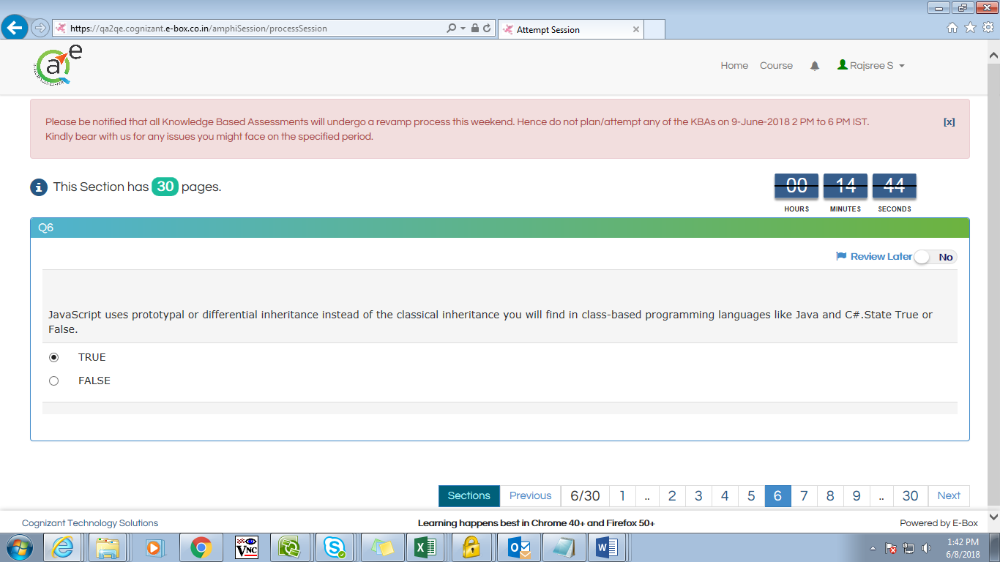 https://qa2qe.cognizant.e-box.co.in/amphiSession/processSession
Attempt Session
a e
Home Course Rajsree S
Please be notified that all Knowledge Based Assessments will undergo a revamp process this weekend. Hence do not plan/attempt any of the KBAs on 9-June-2018 2 PM to 6 PM IST.
[x]
Kindly bear with us for any issues you might face on the specified period.
This Section has 30 pages.
00 14 44
HOURS MINUTES SECONDS
Q6
Review Later No
JavaScript uses prototypal or differential inheritance instead of the classical inheritance you will find in class-based programming languages like Java and C#.State True or
False.
TRUE
FALSE
Sections Previous 6/30 1 .. 2 3 4 5 6 7 8 9 .. 30 Next
Cognizant Technology Solutions Learning happens best in Chrome 40+ and Firefox 50+ Powered by E-Box
VNC
1:42 PM
6/8/2018